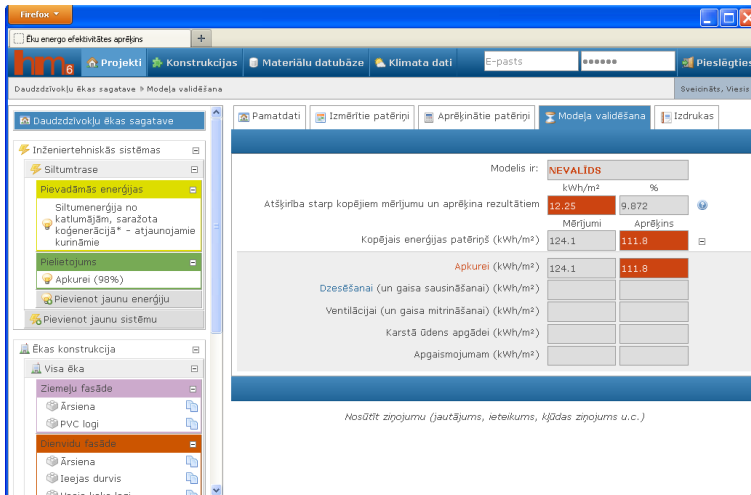 Firefox
Ēku energo efektivitātes aprēķins
hm6 Projekti Konstrukcijas Materiālu datubāze Klimata dati E-pasts •••••• Pieslēgties
Daudzdzīvokļu ēkas sagatave » Modeļa validēšana Sveicināts, Viesis
Daudzdzīvokļu ēkas sagatave
Inženiertehniskās sistēmas
Siltumtrase
Pievadāmās enerģijas
Siltumenerģija no
katlumājām, saražota
koģenerācijā* - atjaunojamie
kurināmie
Pielietojums
Apkurei (98%)
Pievienot jaunu enerģiju
Pievienot jaunu sistēmu
Ēkas konstrukcija
Visa ēka
Ziemeļu fasāde
Ārsiena
PVC logi
Dienvidu fasāde
Ārsiena
Ieejas durvis
Pamatdati Izmērītie patēriņi Aprēķinātie patēriņi Modeļa validēšana Izdrukas
Modelis ir: NEVALĪDS
kWh/m² %
Atšķirība starp kopējiem mērījumu un aprēķina rezultātiem 12.25 9.872
Mērījumi Aprēķins
Kopējais enerģijas patēriņš (kWh/m²) 124.1 111.8
Apkurei (kWh/m²) 124.1 111.8
Dzesēšanai (un gaisa sausināšanai) (kWh/m²)
Ventilācijai (un gaisa mitrināšanai) (kWh/m²)
Karstā ūdens apgādei (kWh/m²)
Apgaismojumam (kWh/m²)
Nosūtīt ziņojumu (jautājums, ieteikums, kļūdas ziņojums u.c.)